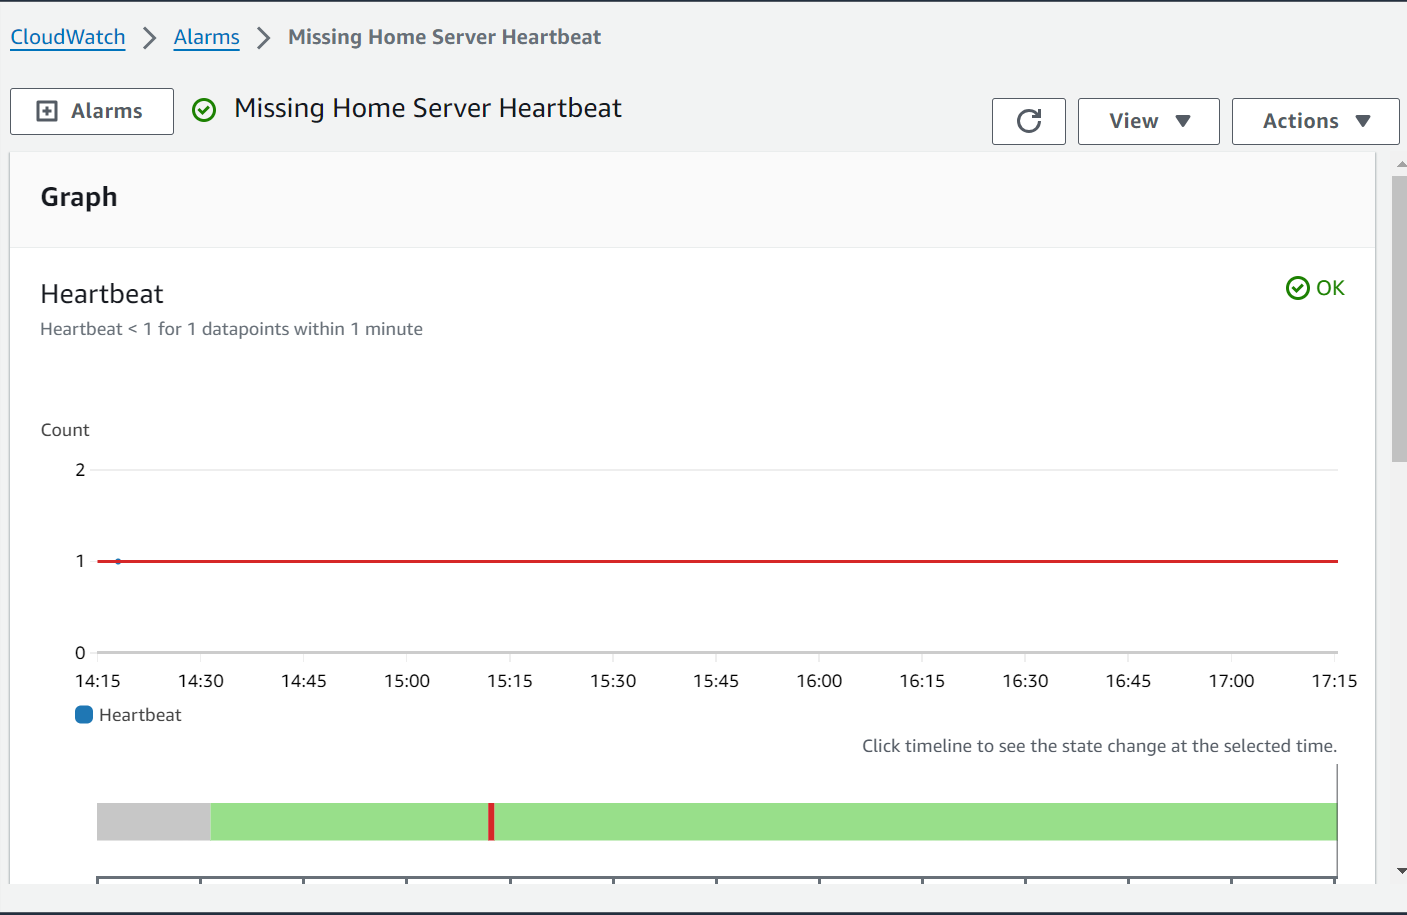 CloudWatch > Alarms > Missing Home Server Heartbeat
Alarms
Missing Home Server Heartbeat
View
Actions
Graph
Heartbeat
OK
Heartbeat < 1 for 1 datapoints within 1 minute
Count
2
1
0
14:15 14:30 14:45 15:00 15:15 15:30 15:45 16:00 16:15 16:30 16:45 17:00 17:15
Heartbeat
Click timeline to see the state change at the selected time.